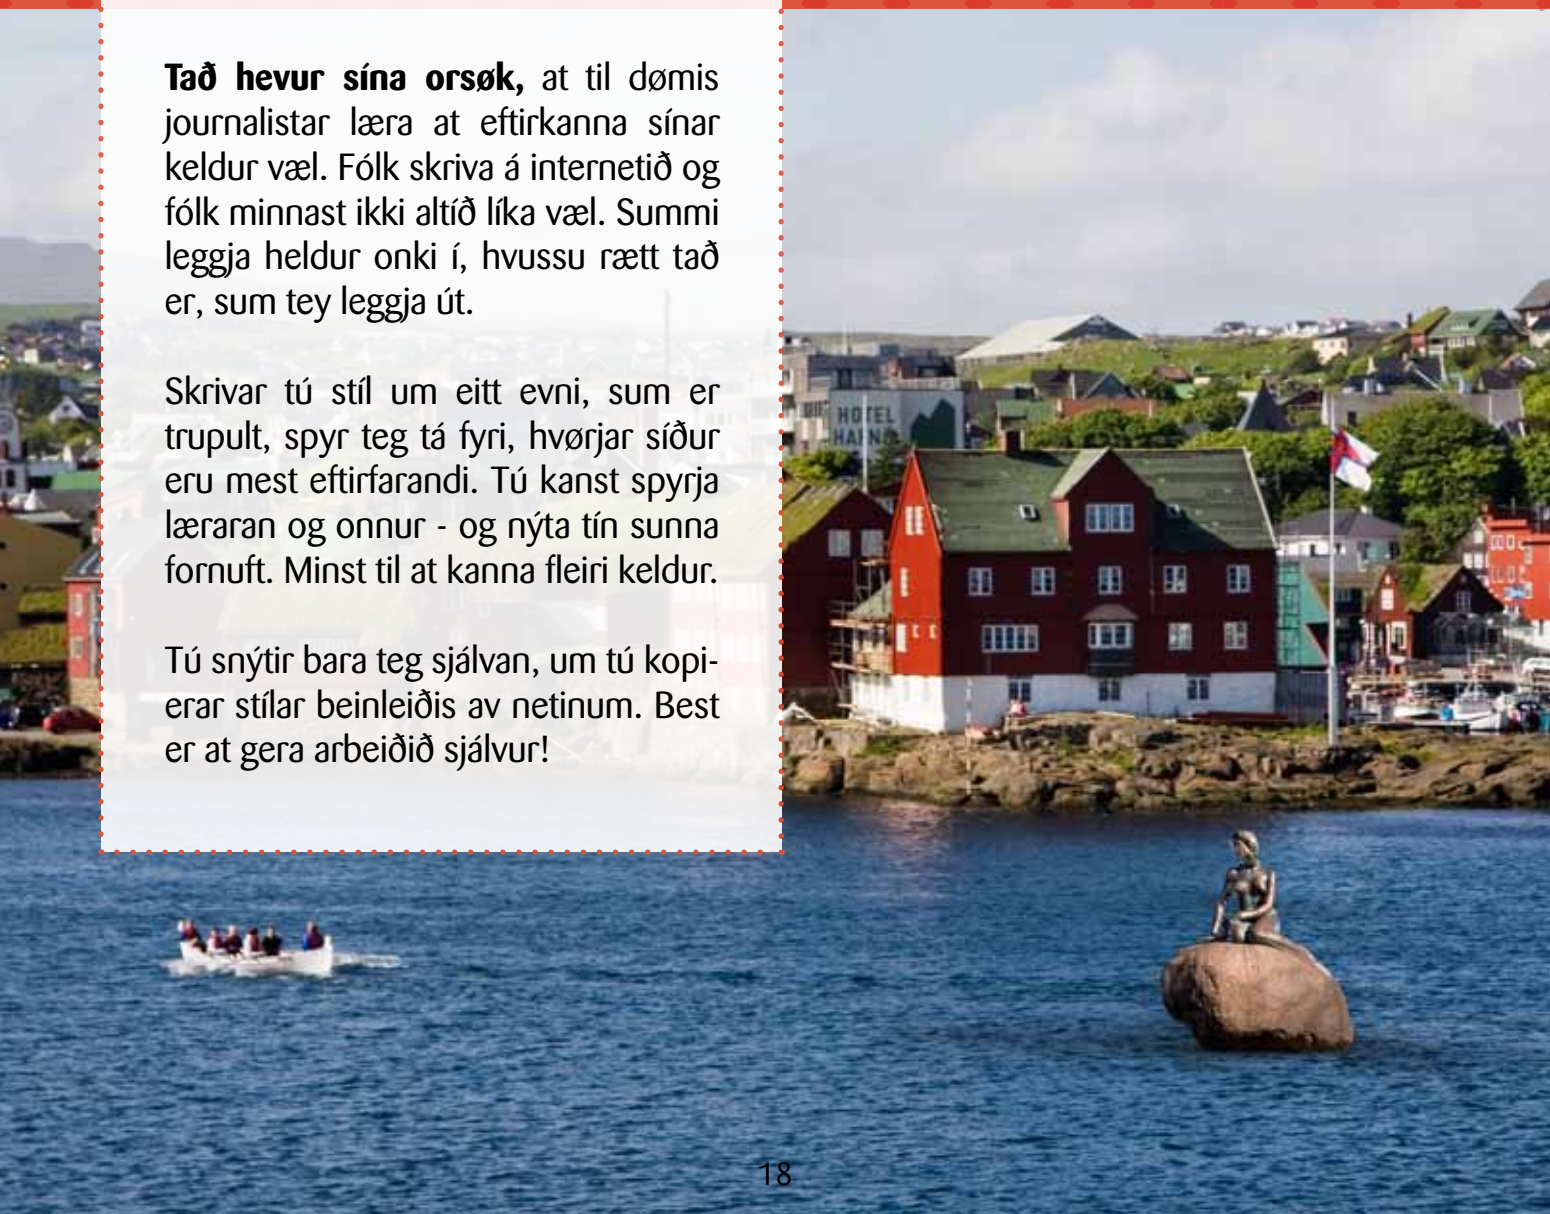 Tað hevur sína orsøk, at til dømis
journalistar læra at eftirkanna sínar
keldur væl. Fólk skriva á internetið og
fólk minnast ikki altíð líka væl. Summi
leggja heldur onki í, hvussu rætt tað
er, sum tey leggja út.
Skrivar tú stíl um eitt evni, sum er
trupult, spyr teg tá fyri, hvørjar síður
eru mest eftirfarandi. Tú kanst spyrja
læraran og onnur - og nýta tín sunna
fornuft. Minst til at kanna fleiri keldur.
Tú snýtir bara teg sjálvan, um tú kopi-
erar stílar beinleiðis av netinum. Best
er at gera arbeiðið sjálvur!
HOTEL
18